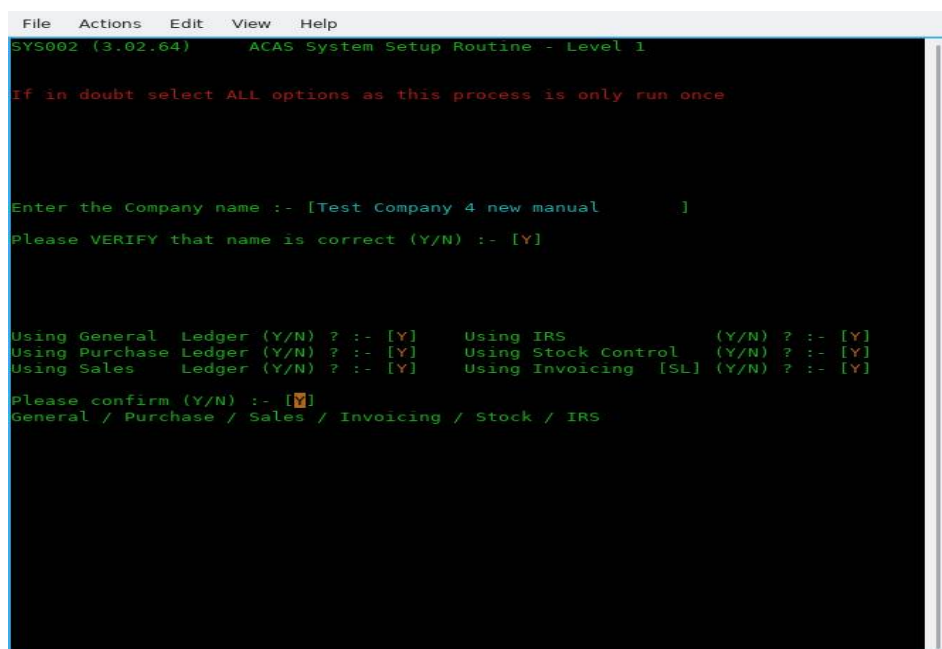 File Actions Edit View Help
SYS002 (3.02.64) ACAS System Setup Routine - Level 1
If in doubt select ALL options as this process is only run once
Enter the Company name :- [Test Company 4 new manual ]
Please VERIFY that name is correct (Y/N) :- [Y]
Using General Ledger (Y/N) ? :- [Y] Using IRS (Y/N) ? :- [Y]
Using Purchase Ledger (Y/N) ? :- [Y] Using Stock Control (Y/N) ? :- [Y]
Using Sales Ledger (Y/N) ? :- [Y] Using Invoicing [SL] (Y/N) ? :- [Y]
Please confirm (Y/N) :- [Y]
General / Purchase / Sales / Invoicing / Stock / IRS